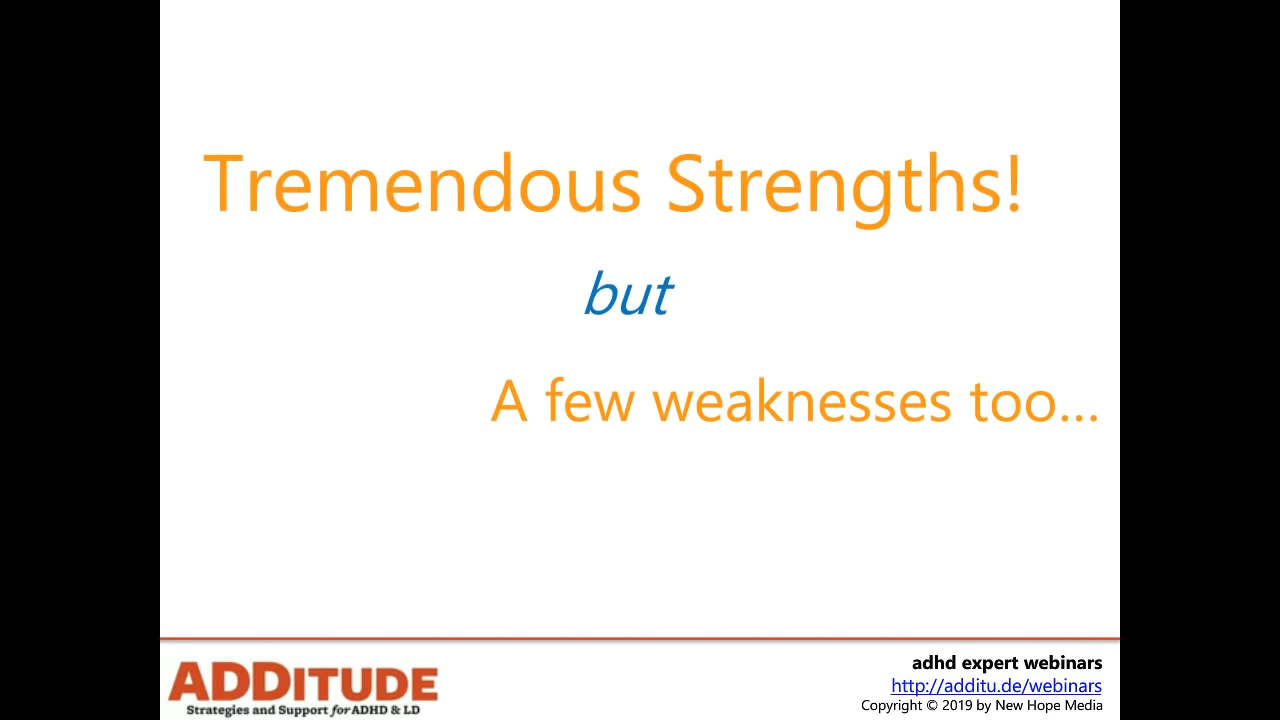 Tremendous Strengths!
but
A few weaknesses too...
ADDITUDE
Strategies and Support for ADHD & LD
adhd expert webinars
http://additu.de/webinars
Copyright © 2019 by New Hope Media